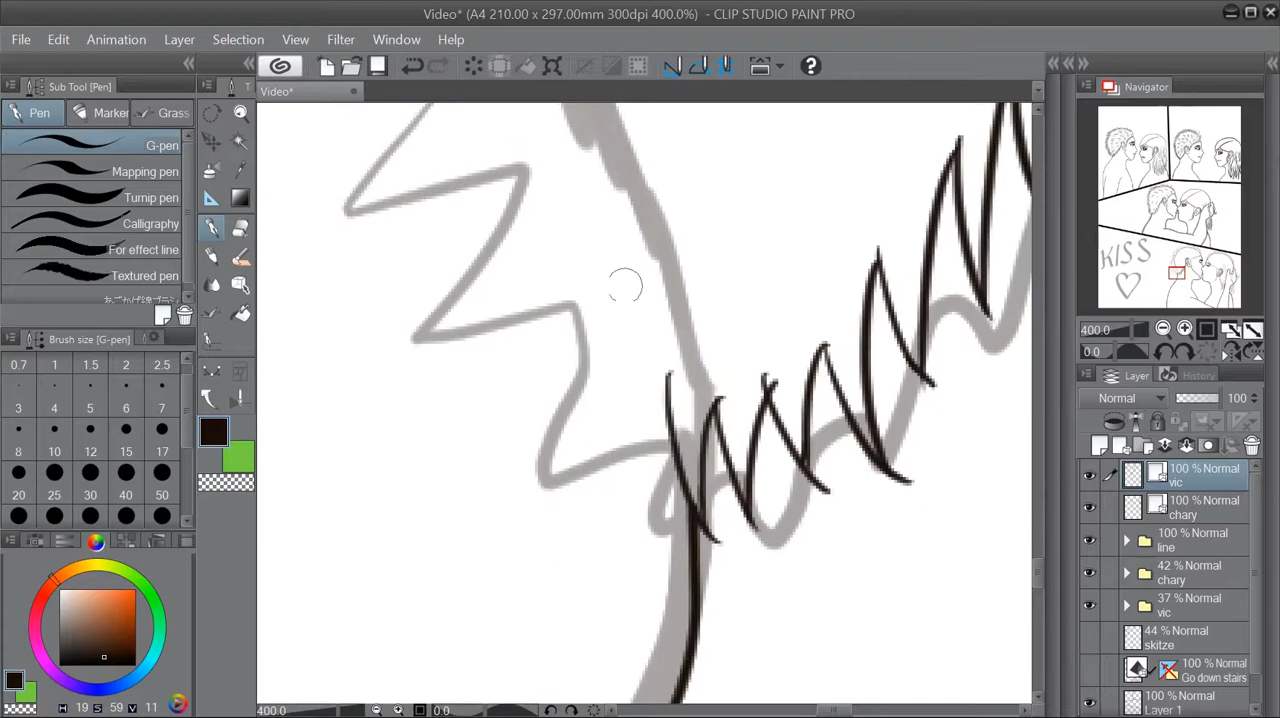 Video* (A4 210.00 x 297.00mm 300dpi 400.0%) - CLIP STUDIO PAINT PRO
File Edit Animation Layer Selection View Filter Window Help
Sub Tool [Pen]
T
Video*
Navigator
Pen Marker Grass
G-pen
Mapping pen
Turnip pen
Calligraphy
For effect line
Textured pen
KISS
Brush size [G-pen]
0.7 1 1.5 2 2.5
3 4 5 6 7
8 10 12 15 17
20 25 30 40 50
400.0
0.0
Layer History
Normal 100
100 % Normal
vic
100 % Normal
chary
100 % Normal
line
42 % Normal
chary
37 % Normal
vic
44 % Normal
skitze
100 % Normal
Go down stairs
100 % Normal
Layer 1
H 19 S 59 V 11
400.0 0.0